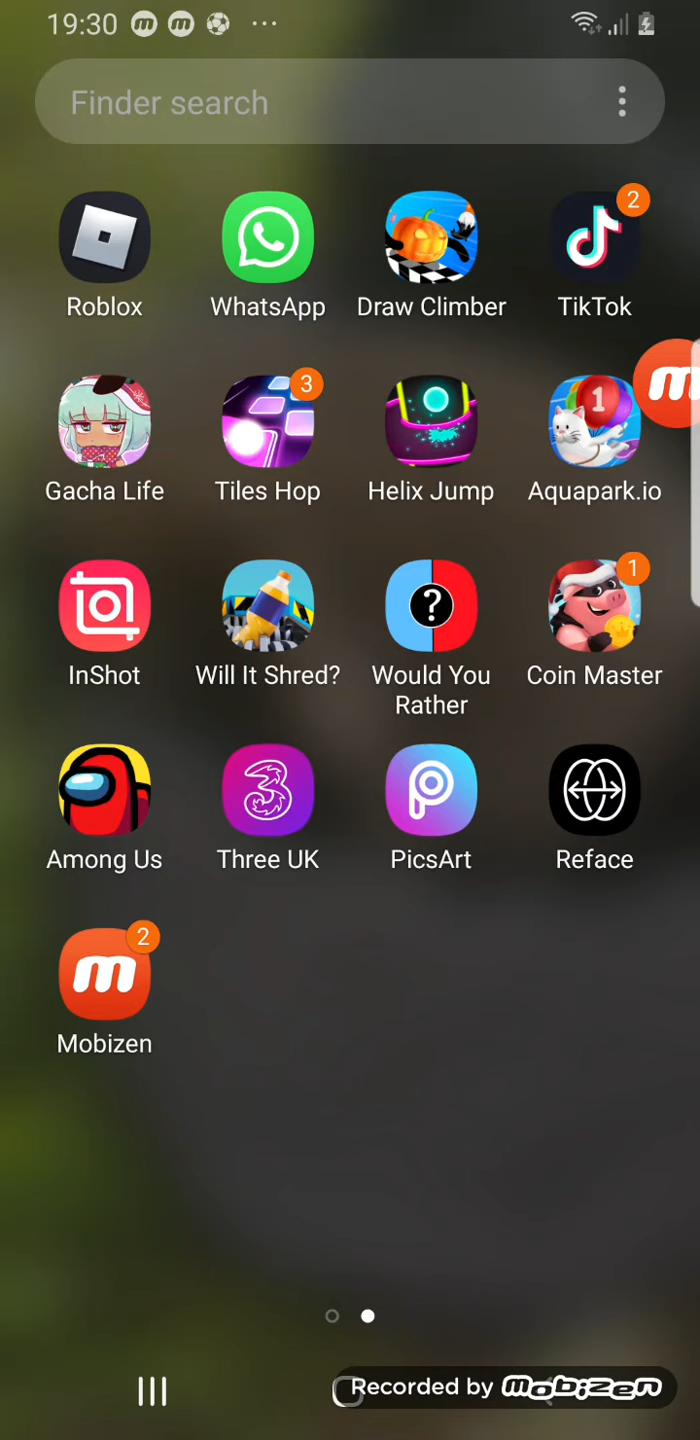 19:30
Finder search
2
Roblox
WhatsApp
Draw Climber
TikTok
3
1
Gacha Life
Tiles Hop
Helix Jump
Aquapark.io
?
1
InShot
Will It Shred?
Would You
Rather
Coin Master
Among Us
Three UK
PicsArt
Reface
2
m
Mobizen
Recorded by mobizen